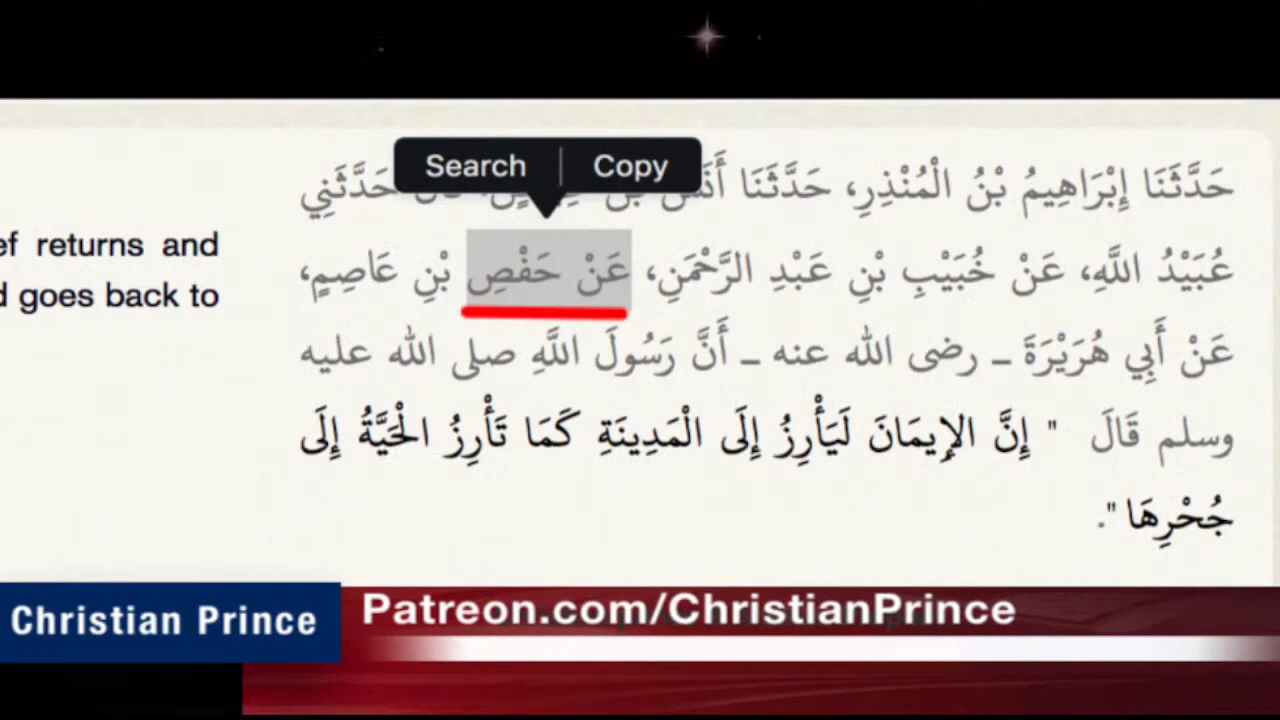 Search
Copy
حَدَّثَنَا إِبْرَاهِيمُ بْنُ الْمُنْذِرِ، حَدَّثَنَا حَدَّثَنِي
عُبَيْدُ اللَّهِ، عَنْ خُبَيْبِ بْنِ عَبْدِ الرَّحْمَنِ، عَنْ حَفْصِ بْنِ عَاصِمٍ،
عَنْ أَبِي هُرَيْرَةَ ـ رضى الله عنه ـ أَنَّ رَسُولَ اللَّهِ صلى الله عليه
وسلم قَالَ " إِنَّ الإِيمَانَ لَيَأْرِزُ إِلَى الْمَدِينَةِ كَمَا تَأْرِزُ الْحَيَّةُ إِلَى
جُحْرِهَا ".
returns and
goes back to
Christian Prince
Patreon.com/ChristianPrince